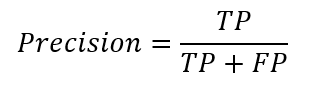 Precision = TP / TP + FP